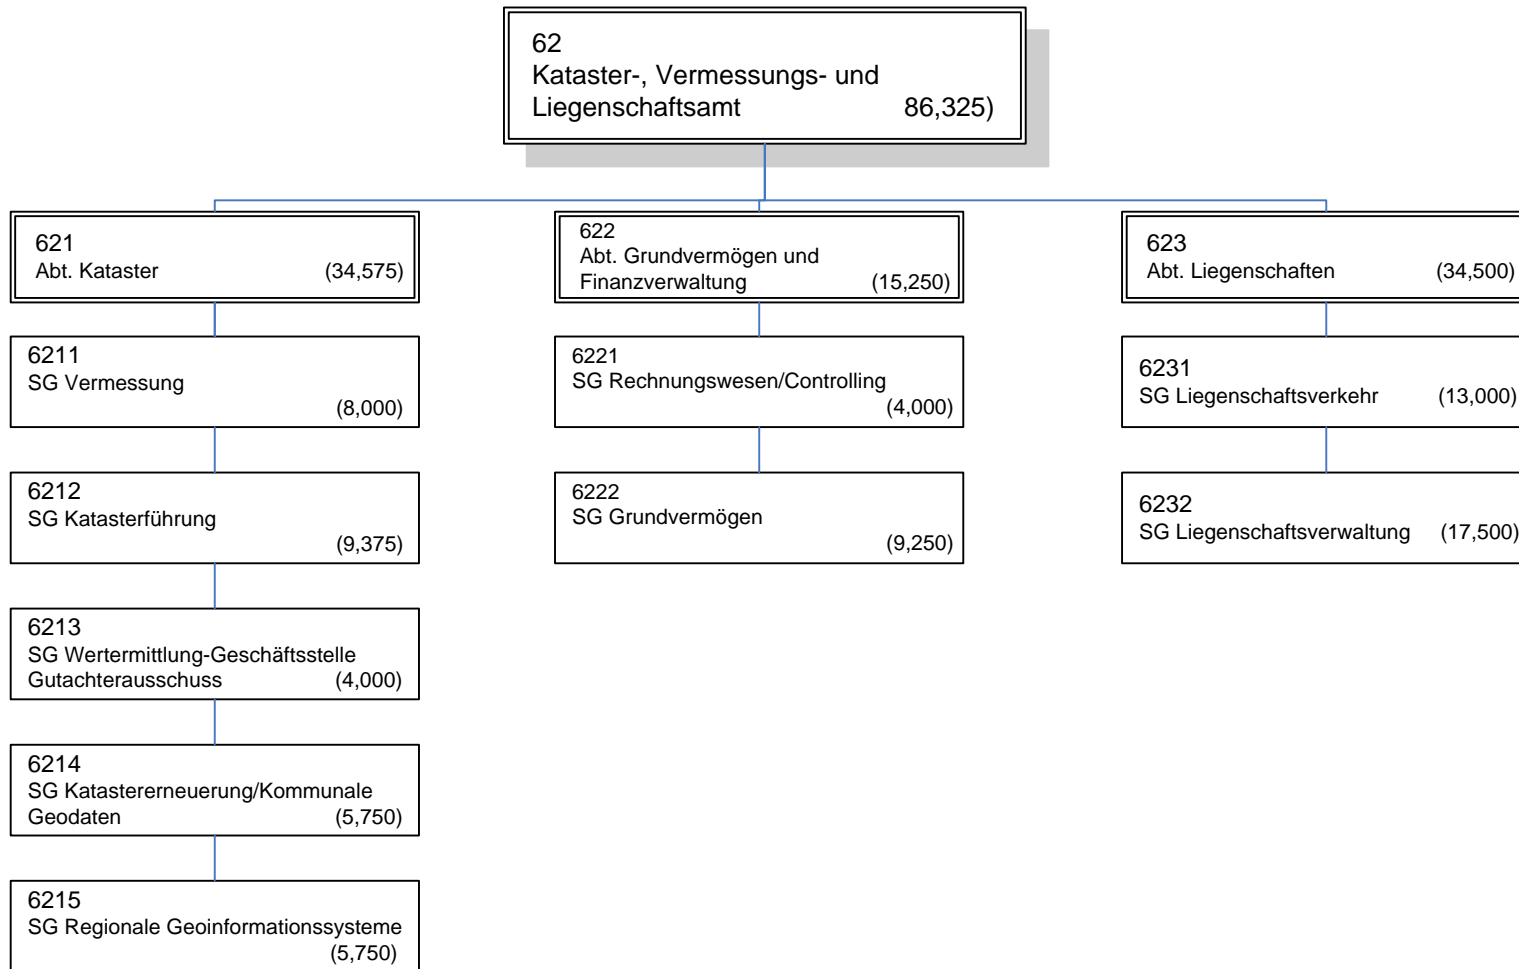 62
Kataster-, Vermessungs- und
Liegenschaftsamt 86,325)
621
Abt. Kataster (34,575)
6211
SG Vermessung
(8,000)
6212
SG Katasterführung
(9,375)
6213
SG Wertermittlung-Geschäftsstelle
Gutachterausschuss (4,000)
6214
SG Katastererneuerung/Kommunale
Geodaten (5,750)
6215
SG Regionale Geoinformationssysteme
(5,750)
622
Abt. Grundvermögen und
Finanzverwaltung (15,250)
6221
SG Rechnungswesen/Controlling
(4,000)
6222
SG Grundvermögen
(9,250)
623
Abt. Liegenschaften (34,500)
6231
SG Liegenschaftsverkehr (13,000)
6232
SG Liegenschaftsverwaltung (17,500)